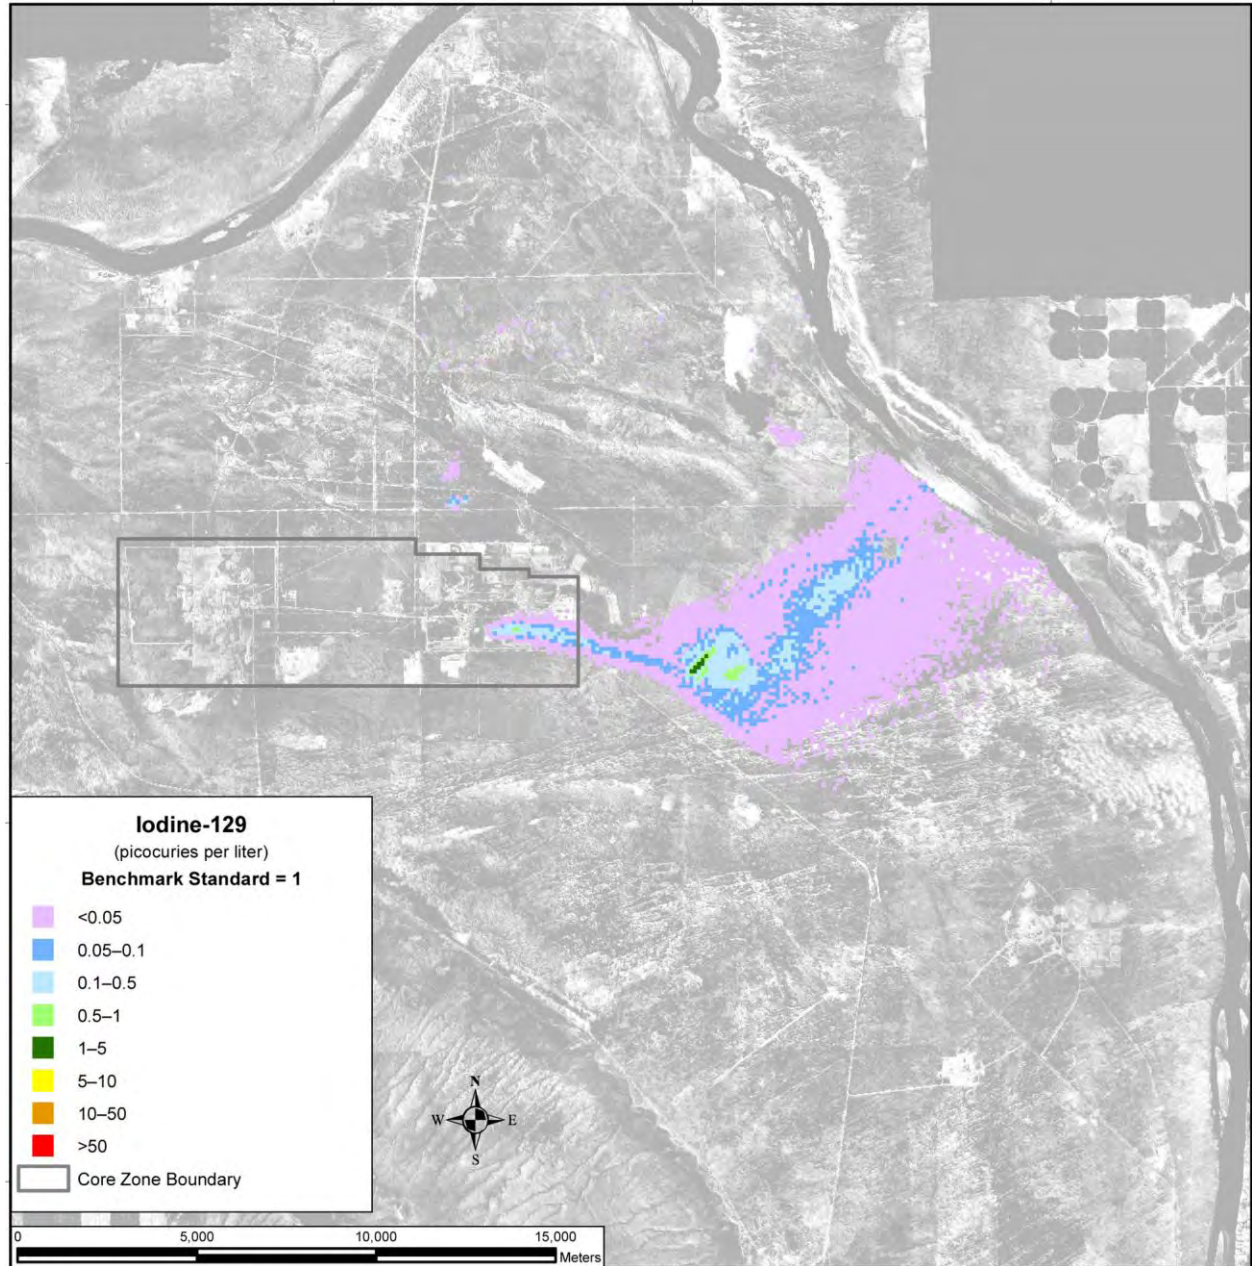 Iodine-129
(picocuries per liter)
Benchmark Standard = 1
<0.05
0.05–0.1
0.1–0.5
0.5–1
1–5
5–10
10–50
>50
Core Zone Boundary
N
W E
S
0 5,000 10,000 15,000
Meters